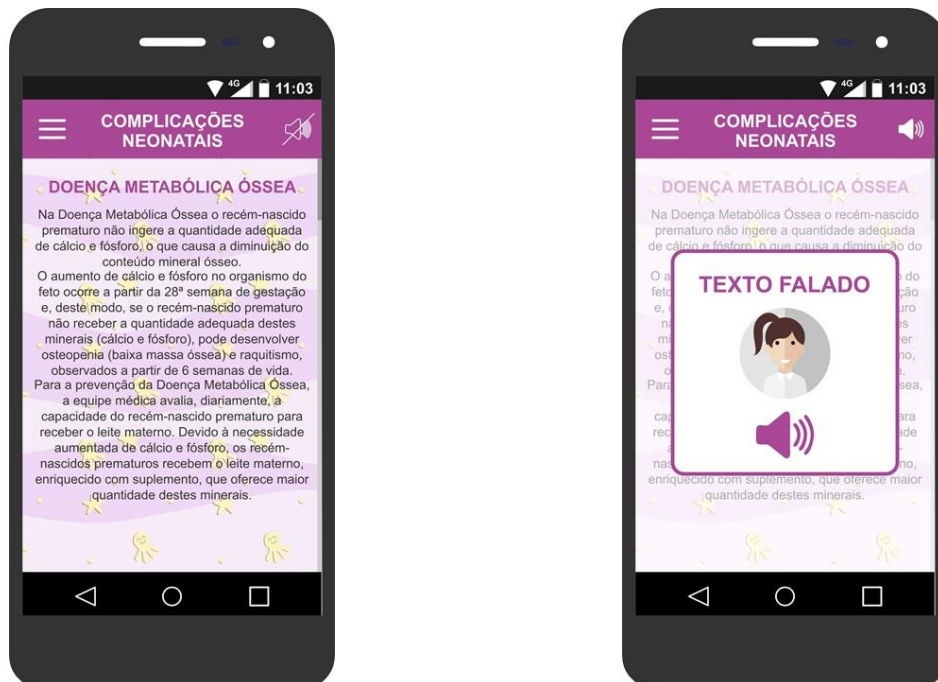 4G 11:03
COMPLICAÇÕES
NEONATAIS
DOENÇA METABÓLICA ÓSSEA
Na Doença Metabólica Óssea o recém-nascido
prematuro não ingere a quantidade adequada
de cálcio e fósforo, o que causa a diminuição do
conteúdo mineral ósseo.
O aumento de cálcio e fósforo no organismo do
feto ocorre a partir da 28ª semana de gestação
e, deste modo, se o recém-nascido prematuro
não receber a quantidade adequada destes
minerais (cálcio e fósforo), pode desenvolver
osteopenia (baixa massa óssea) e raquitismo,
observados a partir de 6 semanas de vida.
Para a prevenção da Doença Metabólica Óssea,
a equipe médica avalia, diariamente, a
capacidade do recém-nascido prematuro para
receber o leite materno. Devido à necessidade
aumentada de cálcio e fósforo, os recém-
nascidos prematuros recebem o leite materno,
enriquecido com suplemento, que oferece maior
quantidade destes minerais.
4G 11:03
COMPLICAÇÕES
NEONATAIS
DOENÇA METABÓLICA ÓSSEA
Na Doença Metabólica Óssea o recém-nascido
prematuro não ingere a quantidade adequada
de cálcio e fósforo, o que causa a diminuição do
TEXTO FALADO
enriquecido com suplemento, que oferece maior
quantidade destes minerais.